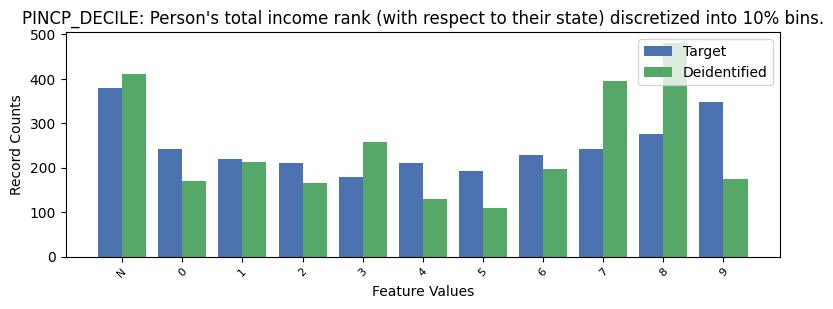 PINCP_DECILE: Person's total income rank (with respect to their state) discretized into 10% bins.
500
400
300
200
100
0
Record Counts
Target
Deidentified
N 0 1 2 3 4 5 6 7 8 9
Feature Values